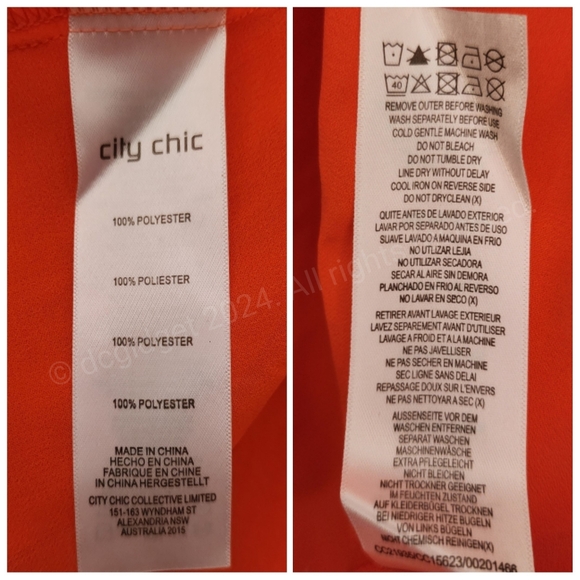 city chic
100% POLYESTER
100% POLIESTER
100% POLYESTER
100% POLYESTER
MADE IN CHINA
HECHO EN CHINA
FABRIQUE EN CHINE
IN CHINA HERGESTELLT
CITY CHIC COLLECTIVE LIMITED
151-163 WYNDHAM ST
ALEXANDRIA NSW
AUSTRALIA 2015
40
REMOVE OUTER BEFORE WASHING
WASH SEPARATELY BEFORE USE
COLD GENTLE MACHINE WASH
DO NOT BLEACH
DO NOT TUMBLE DRY
LINE DRY WITHOUT DELAY
COOL IRON ON REVERSE SIDE
DO NOT DRYCLEAN (X)
QUITE ANTES DE LAVADO EXTERIOR
LAVAR POR SEPARADO ANTES DE USO
SUAVE LAVADO A MAQUINA EN FRIO
NO UTLIZAR LEJIA
NO UTILIZAR SECADORA
SECAR AL AIRE SIN DEMORA
PLANCHADO EN FRIO AL REVERSO
NO LAVAR EN SECO (X)
RETIRER AVANT LAVAGE EXTERIEUR
LAVEZ SEPAREMENT AVANT D'UTILISER
LAVAGE A FROID ET A LA MACHINE
NE PAS JAVELLISER
NE PAS SECHER EN MACHINE
SEC LIGNE SANS DELAI
REPASSAGE DOUX SUR L'ENVERS
NE PAS NETTOYAR A SEC (X)
AUSSENSEITE VOR DEM
WASCHEN ENTFERNEN
SEPARAT WASCHEN
MASCHINENWÄSCHE
EXTRA PFLEGELEICHT
NICHT BLEICHEN
NICHT TROCKNER GEEIGNET
IM FEUCHTEN ZUSTAND
AUF KLEIDERBÜGEL TROCKNEN
BEI NIEDRIGER HITZE BÜGELN
VON LINKS BÜGELN
NICHT CHEMISCH REINIGEN(X)
© dcgidget 2024. All rights